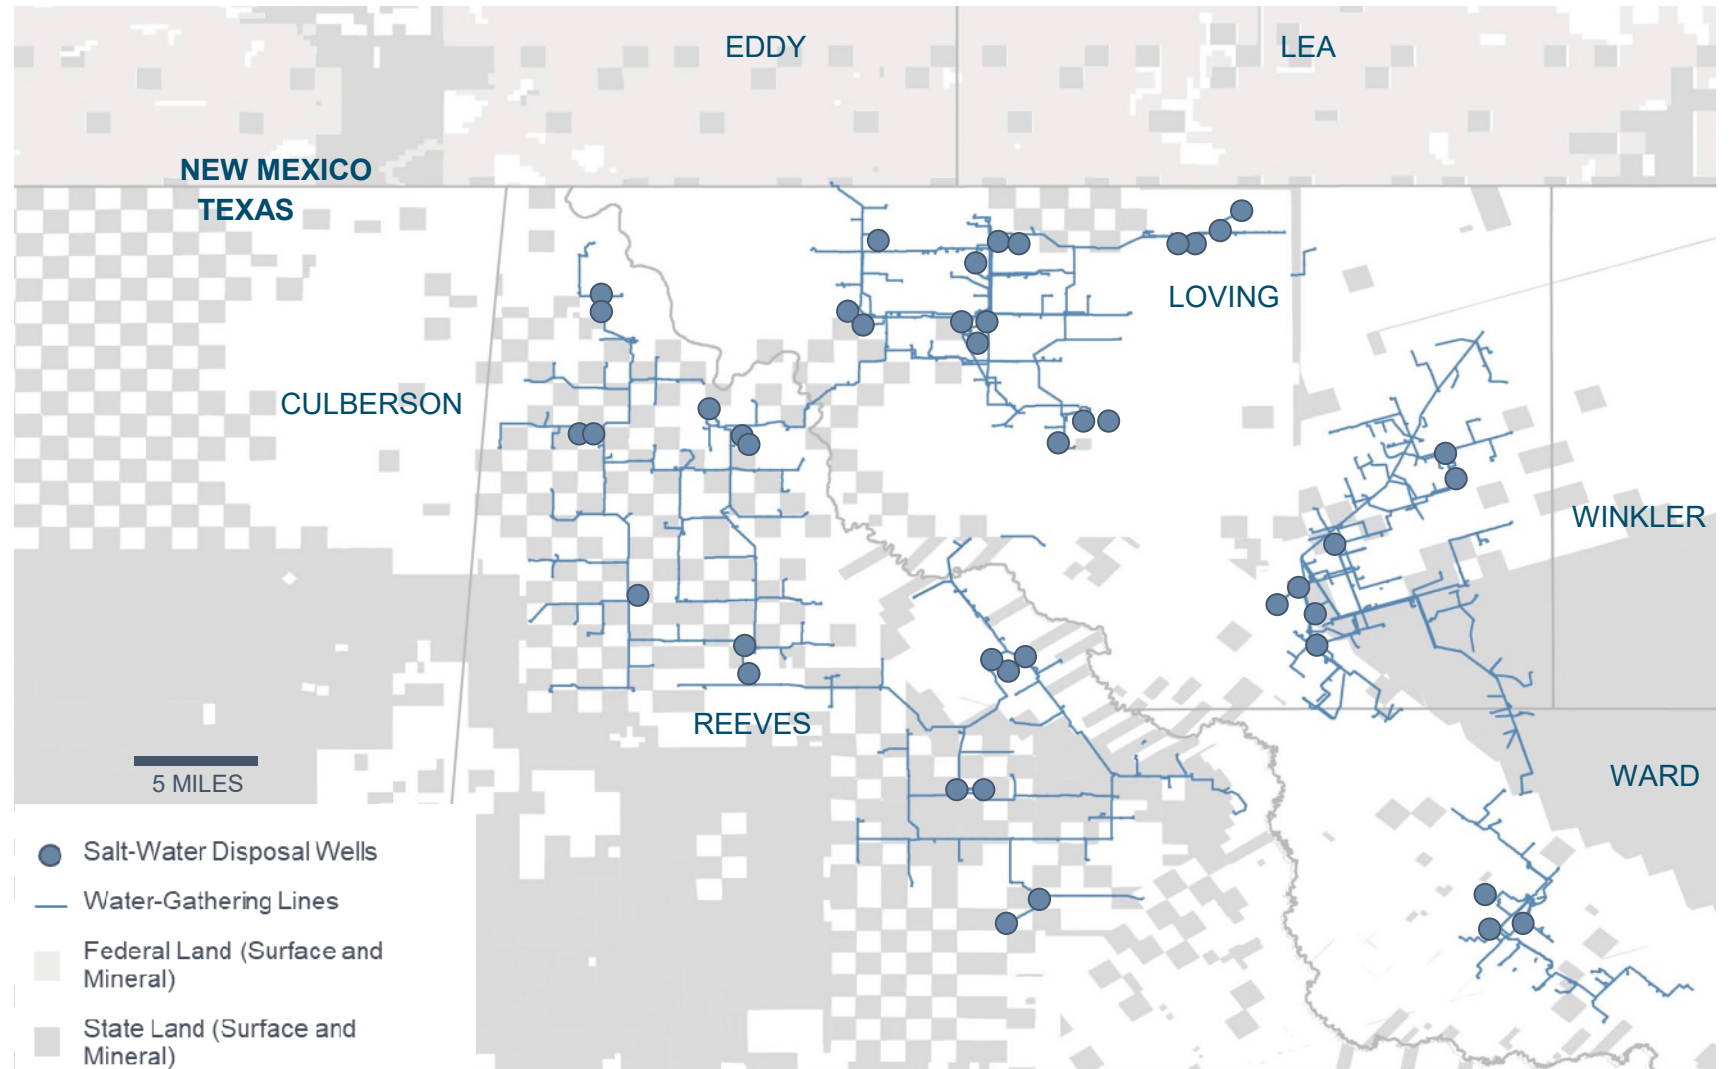 EDDY
LEA
NEW MEXICO
TEXAS
LOVING
CULBERSON
WINKLER
REEVES
WARD
5 MILES
Salt-Water Disposal Wells
Water-Gathering Lines
Federal Land (Surface and
Mineral)
State Land (Surface and
Mineral)